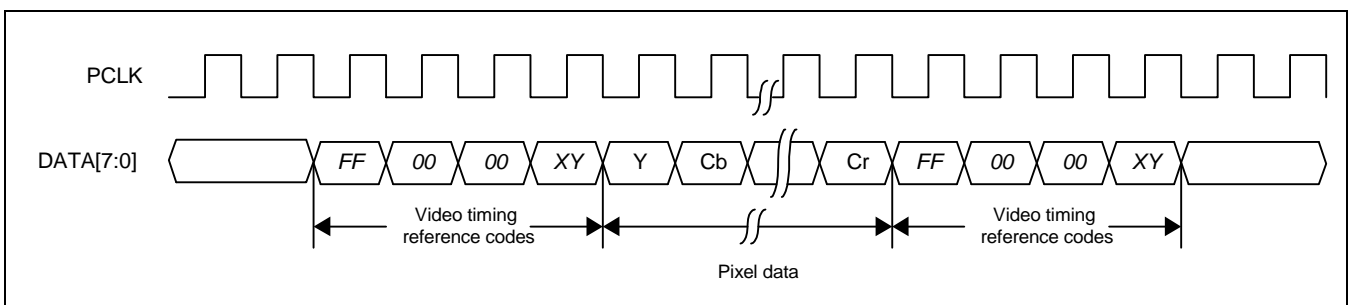 PCLK
DATA[7:0]
FF 00 00 XY Y Cb Cr FF 00 00 XY
Video timing
reference codes
Video timing
reference codes
Pixel data